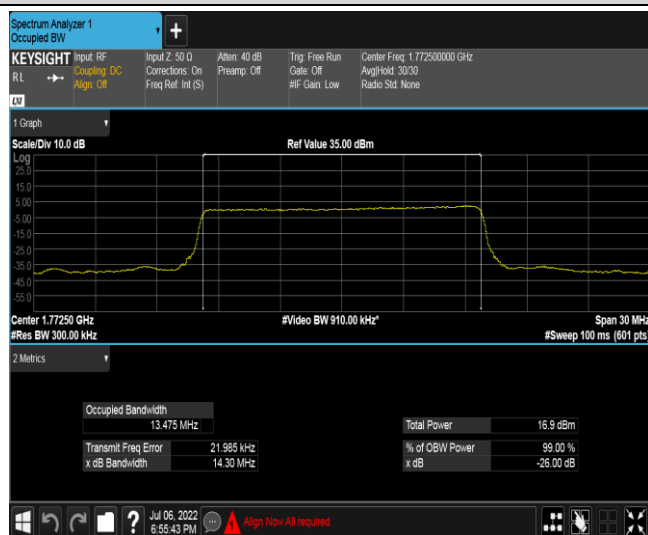 Spectrum Analyzer 1
Occupied BW
+
KEYSIGHT
RL
LXI
Input: RF
Coupling: DC
Align: Off
Input Z: 50 Ω
Corrections: On
Freq Ref: Int (S)
Atten: 40 dB
Preamp: Off
Trig: Free Run
Gate: Off
#IF Gain: Low
Center Freq: 1.772500000 GHz
Avg|Hold: 30/30
Radio Std: None
1 Graph
Scale/Div 10.0 dB
Ref Value 35.00 dBm
Log
25.0
15.0
5.00
-5.00
-15.0
-25.0
-35.0
-45.0
-55.0
Center 1.77250 GHz
#Video BW 910.00 kHz*
Span 30 MHz
#Res BW 300.00 kHz
#Sweep 100 ms (601 pts)
2 Metrics
Occupied Bandwidth
13.475 MHz
Total Power 16.9 dBm
Transmit Freq Error 21.985 kHz
% of OBW Power 99.00 %
x dB Bandwidth 14.30 MHz
x dB -26.00 dB
?
Jul 06, 2022
6:55:43 PM
Align Now All required